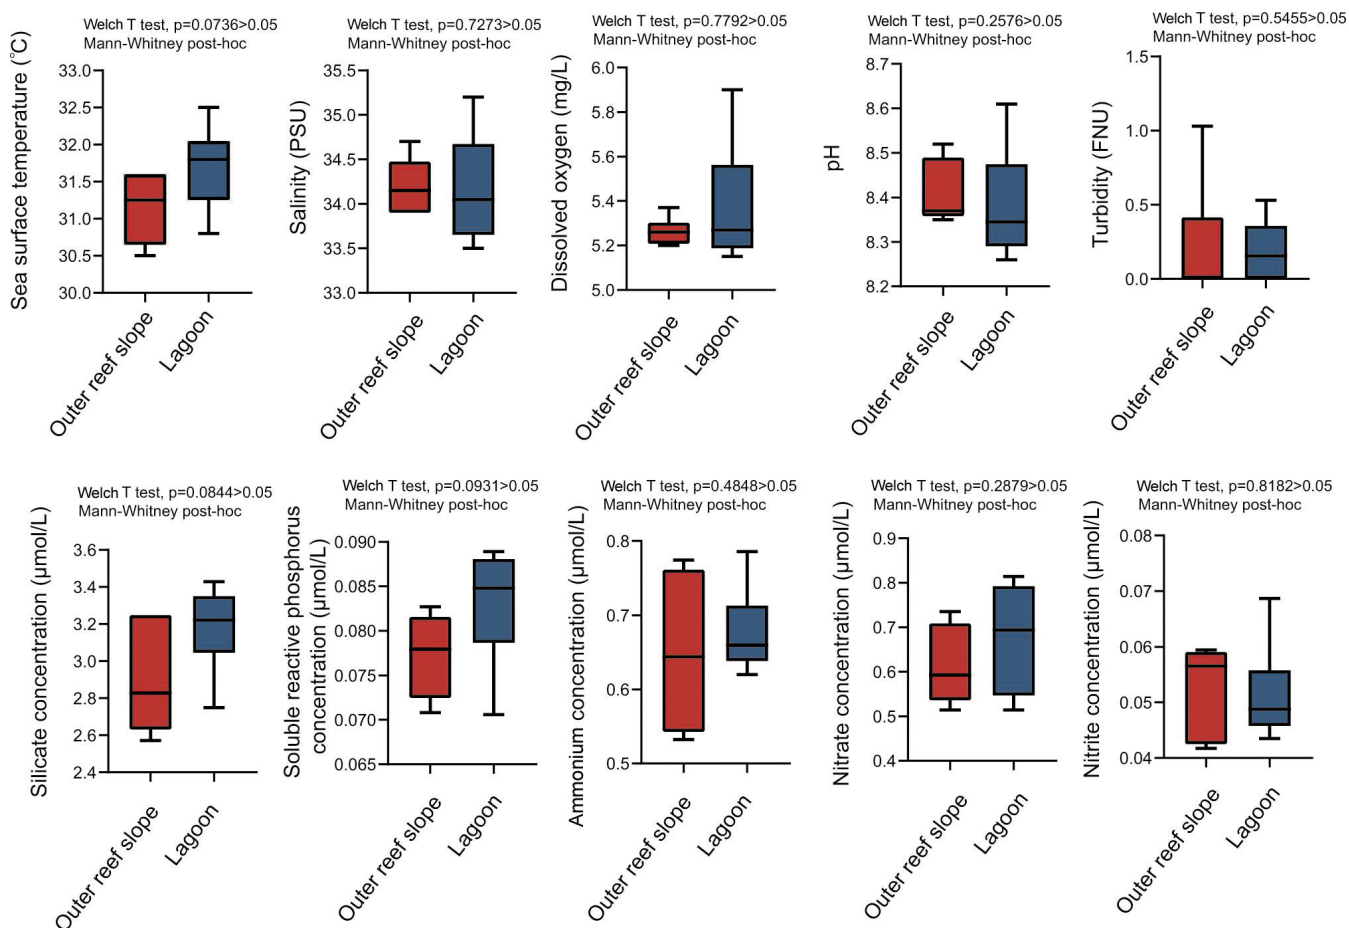 Welch T test, p=0.0736>0.05
Mann-Whitney post-hoc
Sea surface temperature (℃)
33.0
32.5
32.0
31.5
31.0
30.5
30.0
Outer reef slope
Lagoon
Welch T test, p=0.7273>0.05
Mann-Whitney post-hoc
Salinity (PSU)
35.5
35.0
34.5
34.0
33.5
33.0
Outer reef slope
Lagoon
Welch T test, p=0.7792>0.05
Mann-Whitney post-hoc
Dissolved oxygen (mg/L)
6.0
5.8
5.6
5.4
5.2
5.0
Outer reef slope
Lagoon
Welch T test, p=0.2576>0.05
Mann-Whitney post-hoc
pH
8.7
8.6
8.5
8.4
8.3
8.2
Outer reef slope
Lagoon
Welch T test, p=0.5455>0.05
Mann-Whitney post-hoc
Turbidity (FNU)
1.5
1.0
0.5
0.0
Outer reef slope
Lagoon
Welch T test, p=0.0844>0.05
Mann-Whitney post-hoc
Silicate concentration (μmol/L)
3.6
3.4
3.2
3.0
2.8
2.6
2.4
Outer reef slope
Lagoon
Welch T test, p=0.0931>0.05
Mann-Whitney post-hoc
Soluble reactive phosphorus
concentration (μmol/L)
0.090
0.085
0.080
0.075
0.070
0.065
Outer reef slope
Lagoon
Welch T test, p=0.4848>0.05
Mann-Whitney post-hoc
Ammonium concentration (μmol/L)
0.8
0.7
0.6
0.5
Outer reef slope
Lagoon
Welch T test, p=0.2879>0.05
Mann-Whitney post-hoc
Nitrate concentration (μmol/L)
0.9
0.8
0.7
0.6
0.5
0.4
Outer reef slope
Lagoon
Welch T test, p=0.8182>0.05
Mann-Whitney post-hoc
Nitrite concentration (μmol/L)
0.08
0.07
0.06
0.05
0.04
Outer reef slope
Lagoon